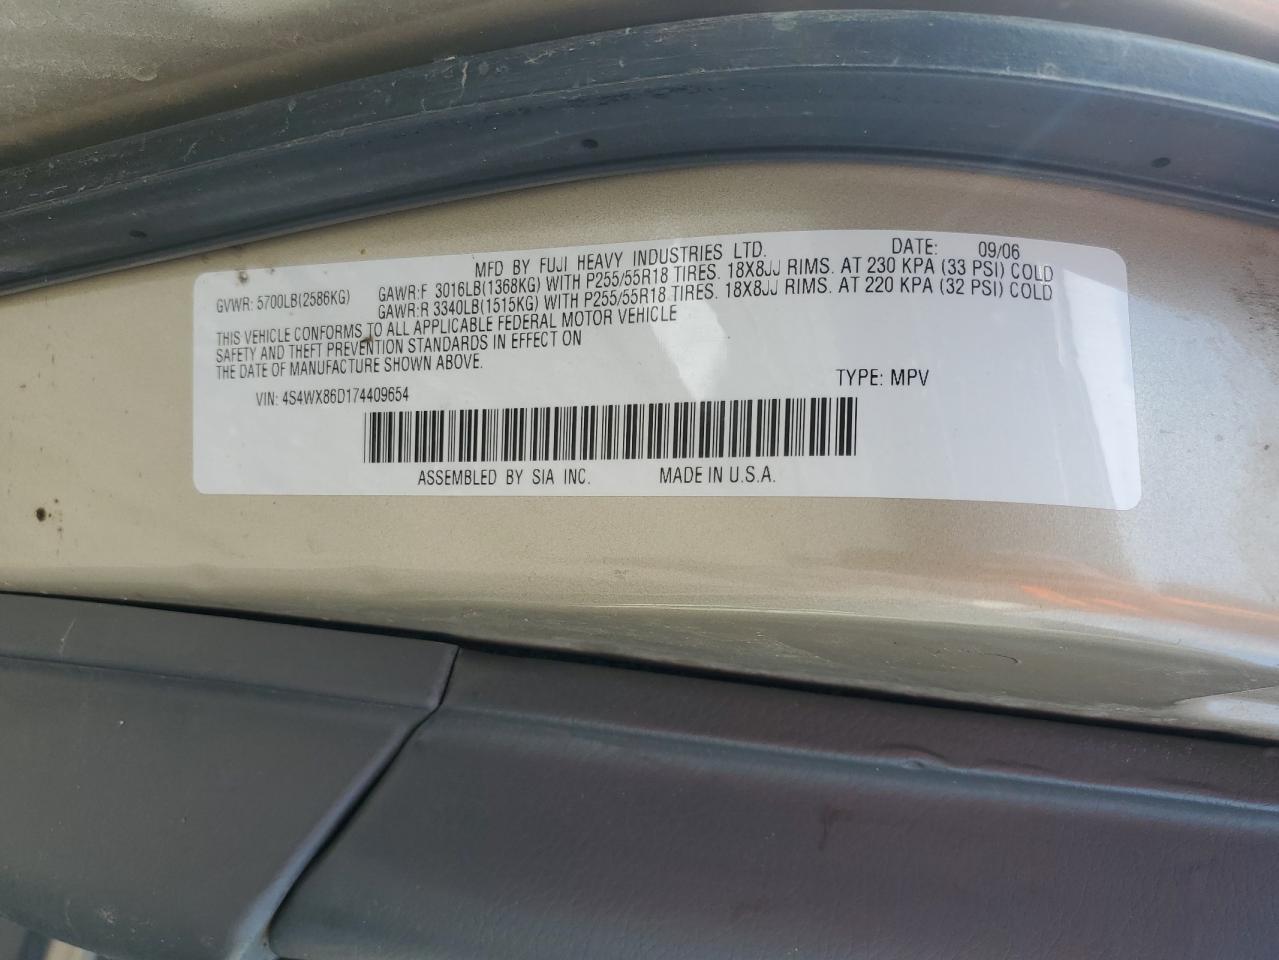 MFD BY FUJI HEAVY INDUSTRIES LTD. DATE: 09/06
GVWR: 5700LB(2586KG) GAWR:F 3016LB(1368KG) WITH P255/55R18 TIRES. 18X8JJ RIMS. AT 230 KPA (33 PSI) COLD
GAWR:R 3340LB(1515KG) WITH P255/55R18 TIRES. 18X8JJ RIMS. AT 220 KPA (32 PSI) COLD
THIS VEHICLE CONFORMS TO ALL APPLICABLE FEDERAL MOTOR VEHICLE
SAFETY AND THEFT PREVENTION STANDARDS IN EFFECT ON
THE DATE OF MANUFACTURE SHOWN ABOVE.
VIN: 4S4WX86D174409654 TYPE: MPV
ASSEMBLED BY SIA INC. MADE IN U.S.A.